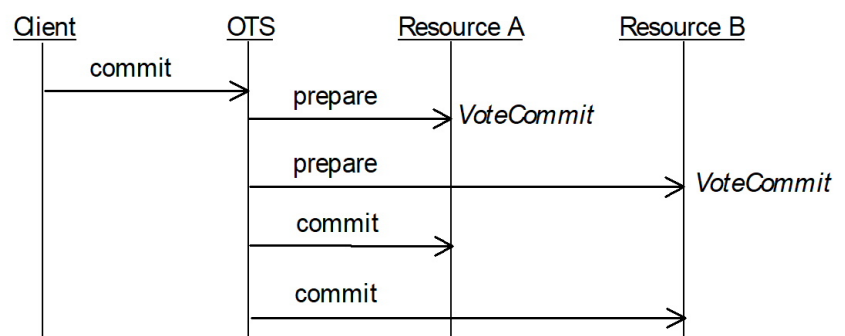 Client OTS Resource A Resource B
commit
prepare VoteCommit
prepare VoteCommit
commit
commit